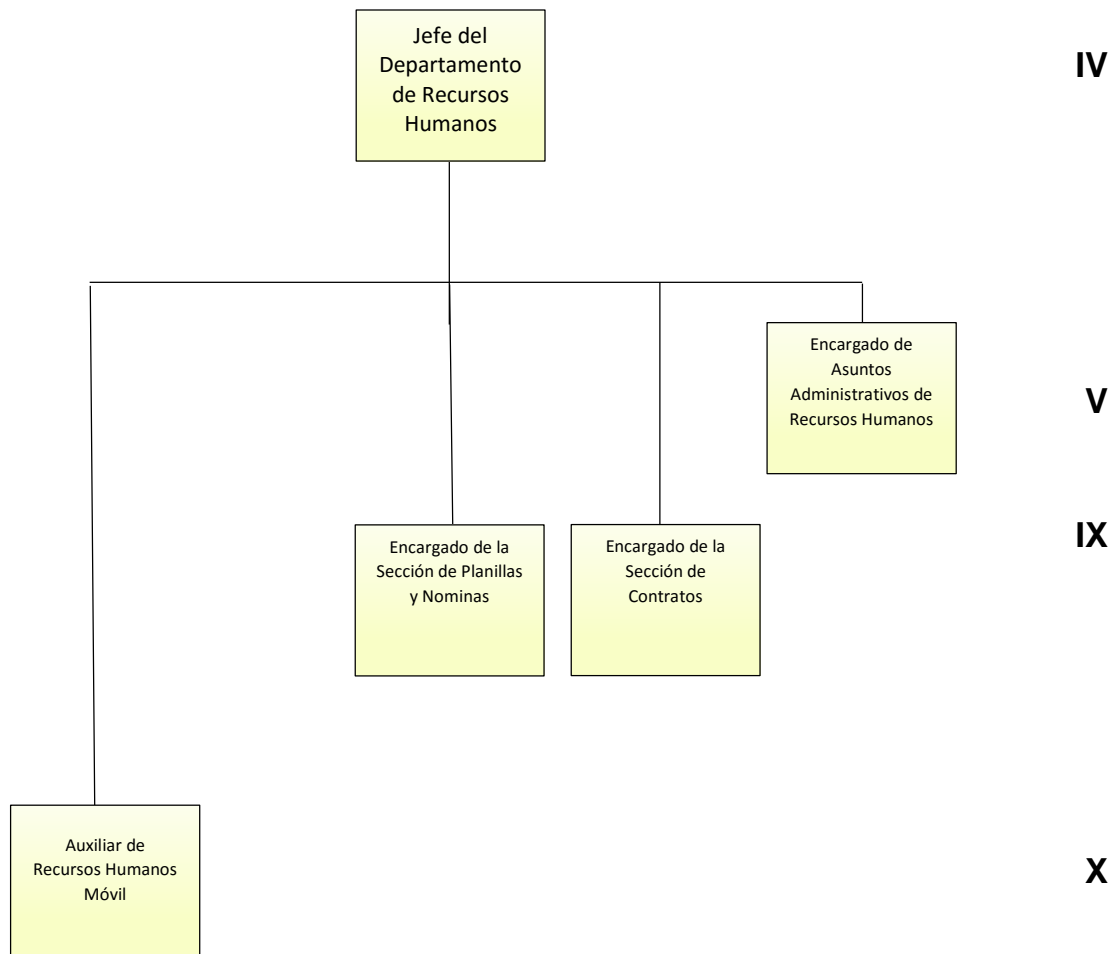 Jefe del
Departamento
de Recursos
Humanos
IV
Encargado de
Asuntos
Administrativos de
Recursos Humanos
V
Encargado de la
Sección de Planillas
y Nominas
Encargado de la
Sección de
Contratos
IX
Auxiliar de
Recursos Humanos
Móvil
X